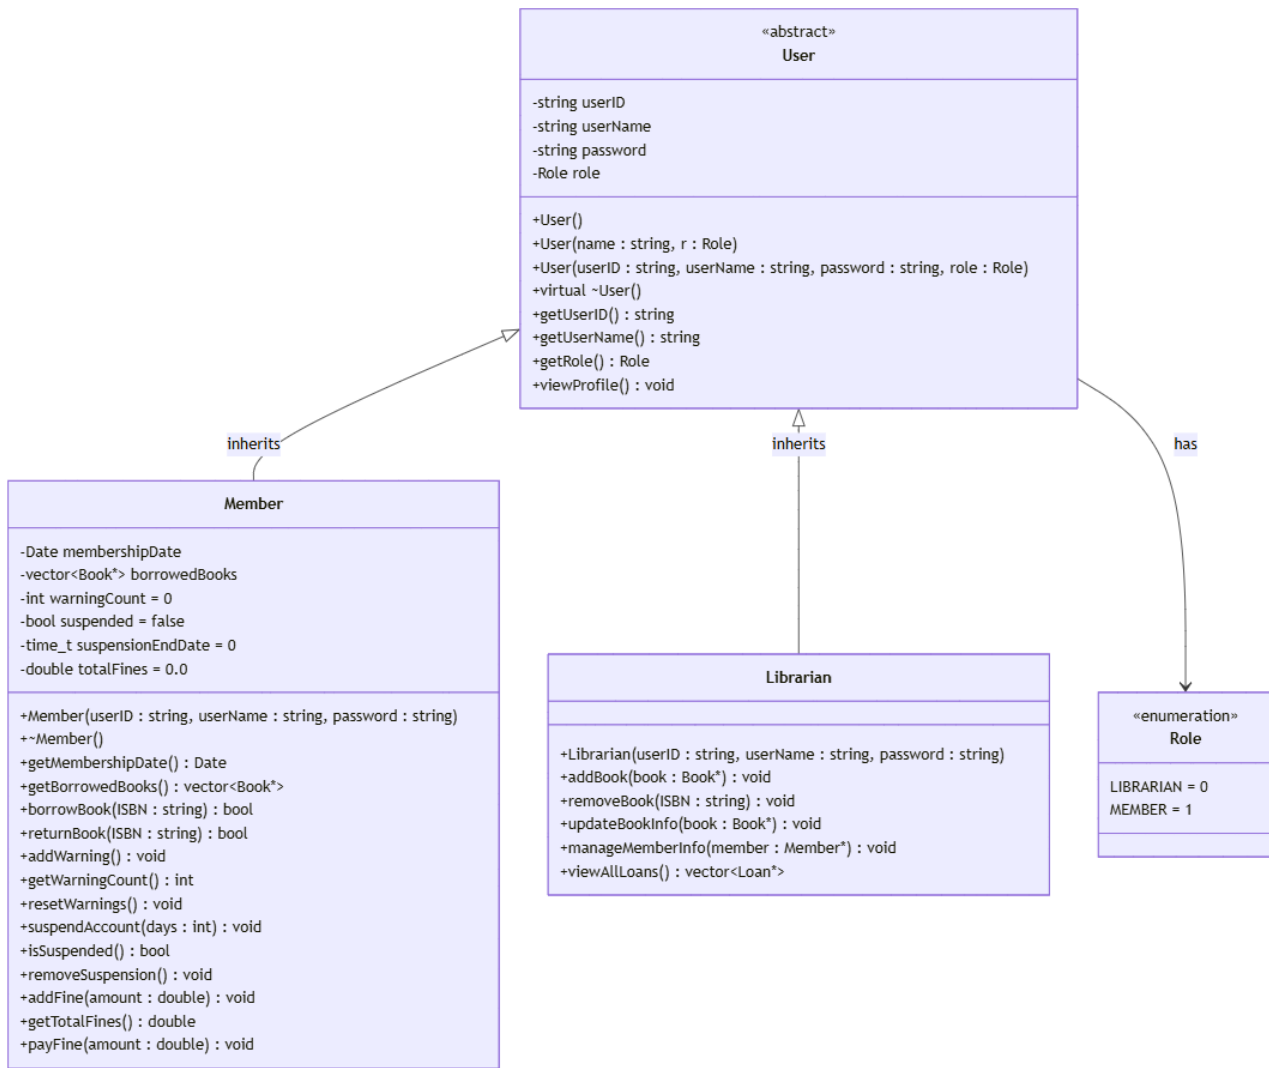 «abstract»
User
-string userID
-string userName
-string password
-Role role
+User()
+User(name : string, r : Role)
+User(userID : string, userName : string, password : string, role : Role)
+virtual ~User()
+getUserID() : string
+getUserName() : string
+getRole() : Role
+viewProfile() : void
inherits
inherits
has
Member
-Date membershipDate
-vector<Book*> borrowedBooks
-int warningCount = 0
-bool suspended = false
-time_t suspensionEndDate = 0
-double totalFines = 0.0
+Member(userID : string, userName : string, password : string)
+~Member()
+getMembershipDate() : Date
+getBorrowedBooks() : vector<Book*>
+borrowBook(ISBN : string) : bool
+returnBook(ISBN : string) : bool
+addWarning() : void
+getWarningCount() : int
+resetWarnings() : void
+suspendAccount(days : int) : void
+isSuspended() : bool
+removeSuspension() : void
+addFine(amount : double) : void
+getTotalFines() : double
+payFine(amount : double) : void
Librarian
+Librarian(userID : string, userName : string, password : string)
+addBook(book : Book*) : void
+removeBook(ISBN : string) : void
+updateBookInfo(book : Book*) : void
+manageMemberInfo(member : Member*) : void
+viewAllLoans() : vector<Loan*>
«enumeration»
Role
LIBRARIAN = 0
MEMBER = 1